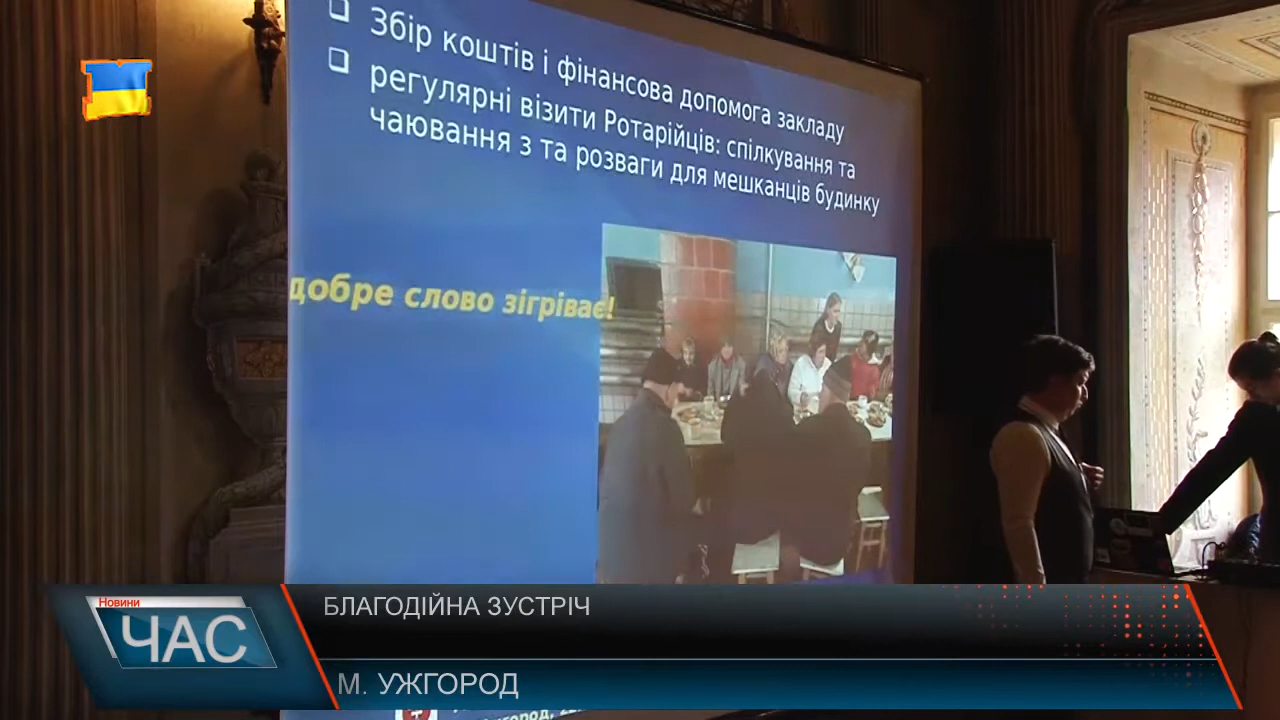 Збір коштів і фінансова допомога закладу
регулярні візити Ротарійців: спілкування та
чаювання з та розваги для мешканців будинку
добре слово зігріває!
Новини
ЧАС
БЛАГОДІЙНА ЗУСТРІЧ
М. УЖГОРОД